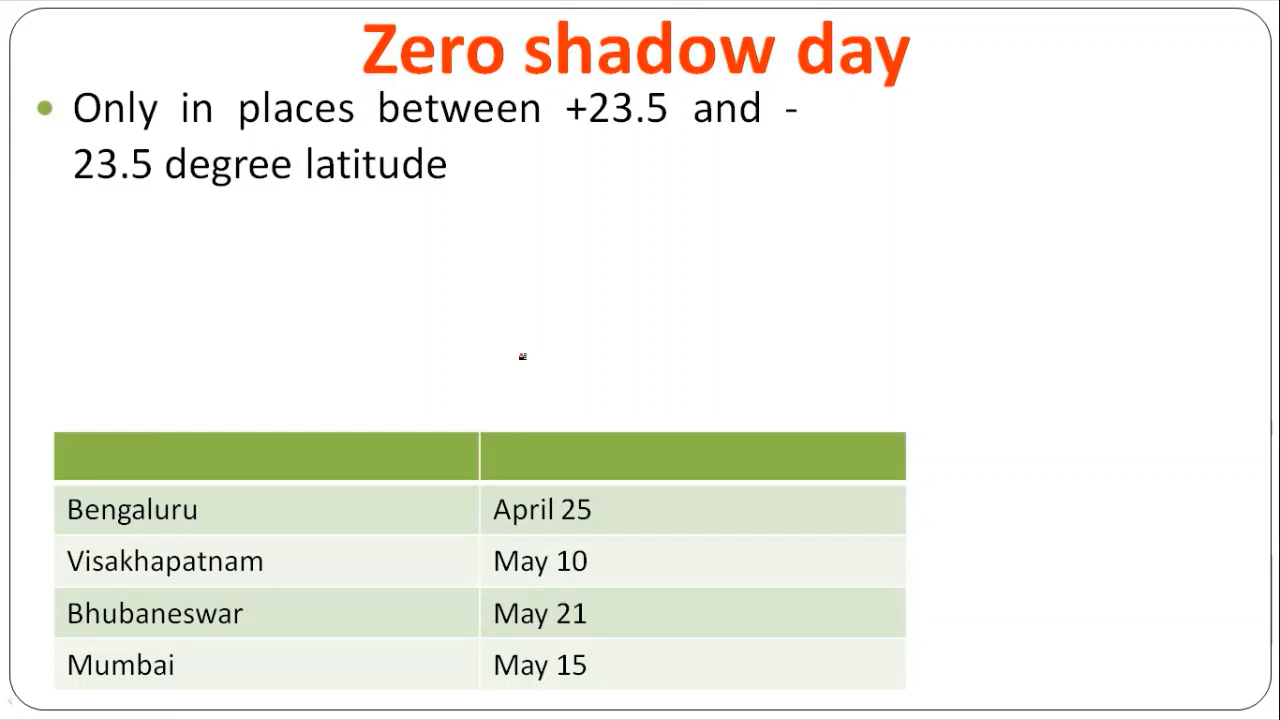 Zero shadow day
• Only in places between +23.5 and -
23.5 degree latitude
Bengaluru April 25
Visakhapatnam May 10
Bhubaneswar May 21
Mumbai May 15